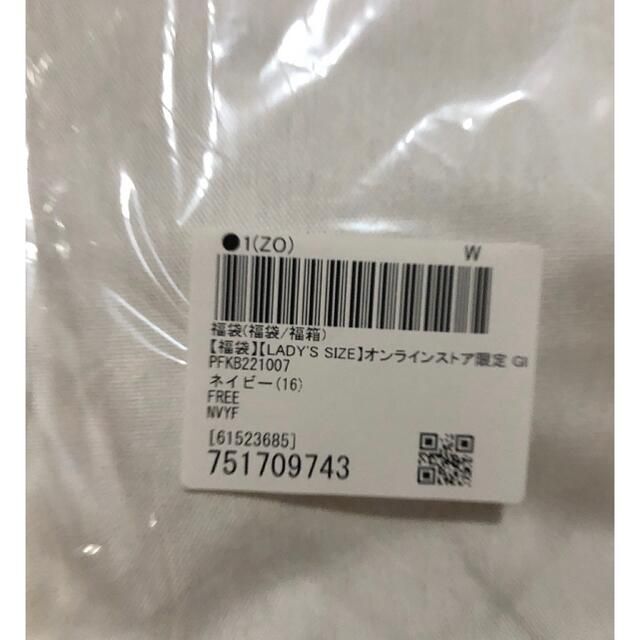 ●1(ZO)
W
福袋(福袋/福箱)
【福袋】【LADY'S SIZE】オンラインストア限定 GI
PFKB221007
ネイビー(16)
FREE
NVYF
[61523685]
751709743